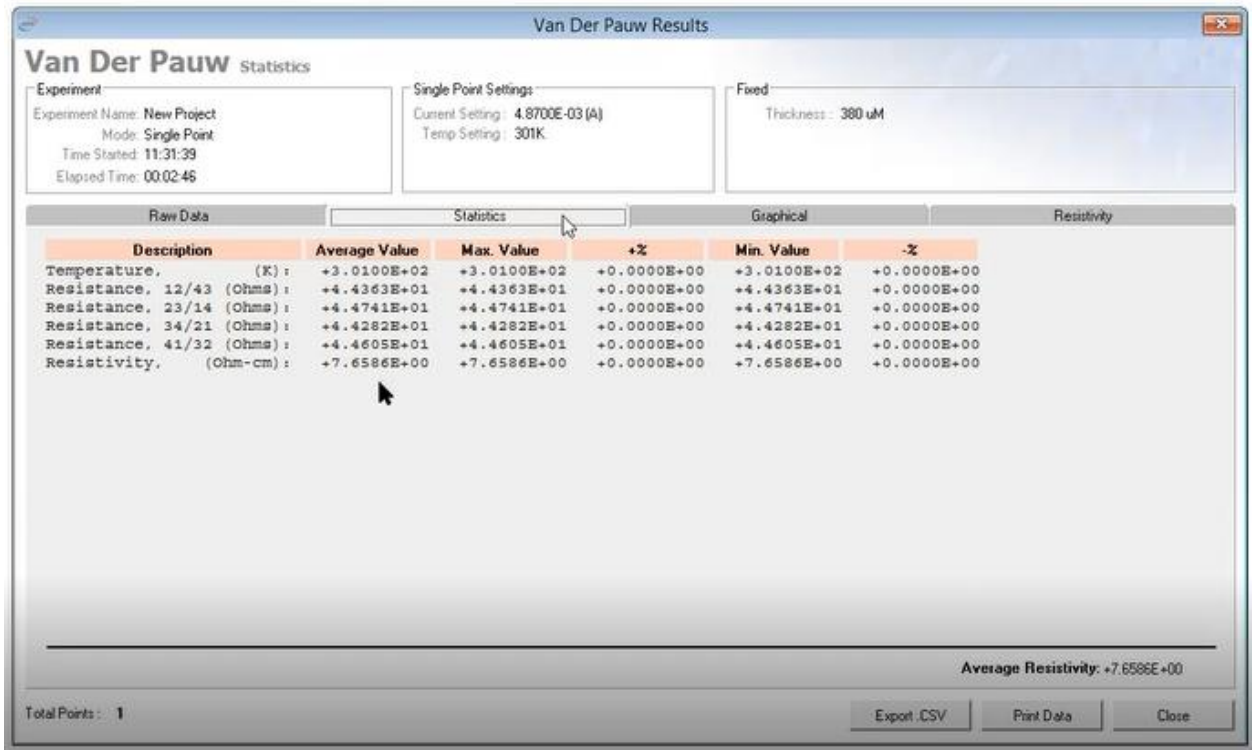 Van Der Pauw Results
Van Der Pauw Statistics
Experiment
Experiment Name: New Project
Mode: Single Point
Time Started: 11:31:39
Elapsed Time: 00:02:46
Single Point Settings
Current Setting: 4.8700E-03 (A)
Temp Setting: 301K
Fixed
Thickness: 380 uM
Raw Data Statistics Graphical Resistivity
Description Average Value Max. Value +% Min. Value -%
Temperature, (K): +3.0100E+02 +3.0100E+02 +0.0000E+00 +3.0100E+02 +0.0000E+00
Resistance, 12/43 (Ohms): +4.4363E+01 +4.4363E+01 +0.0000E+00 +4.4363E+01 +0.0000E+00
Resistance, 23/14 (Ohms): +4.4741E+01 +4.4741E+01 +0.0000E+00 +4.4741E+01 +0.0000E+00
Resistance, 34/21 (Ohms): +4.4282E+01 +4.4282E+01 +0.0000E+00 +4.4282E+01 +0.0000E+00
Resistance, 41/32 (Ohms): +4.4605E+01 +4.4605E+01 +0.0000E+00 +4.4605E+01 +0.0000E+00
Resistivity, (Ohm-cm): +7.6586E+00 +7.6586E+00 +0.0000E+00 +7.6586E+00 +0.0000E+00
Average Resistivity: +7.6586E+00
Total Points: 1
Export .CSV Print Data Close